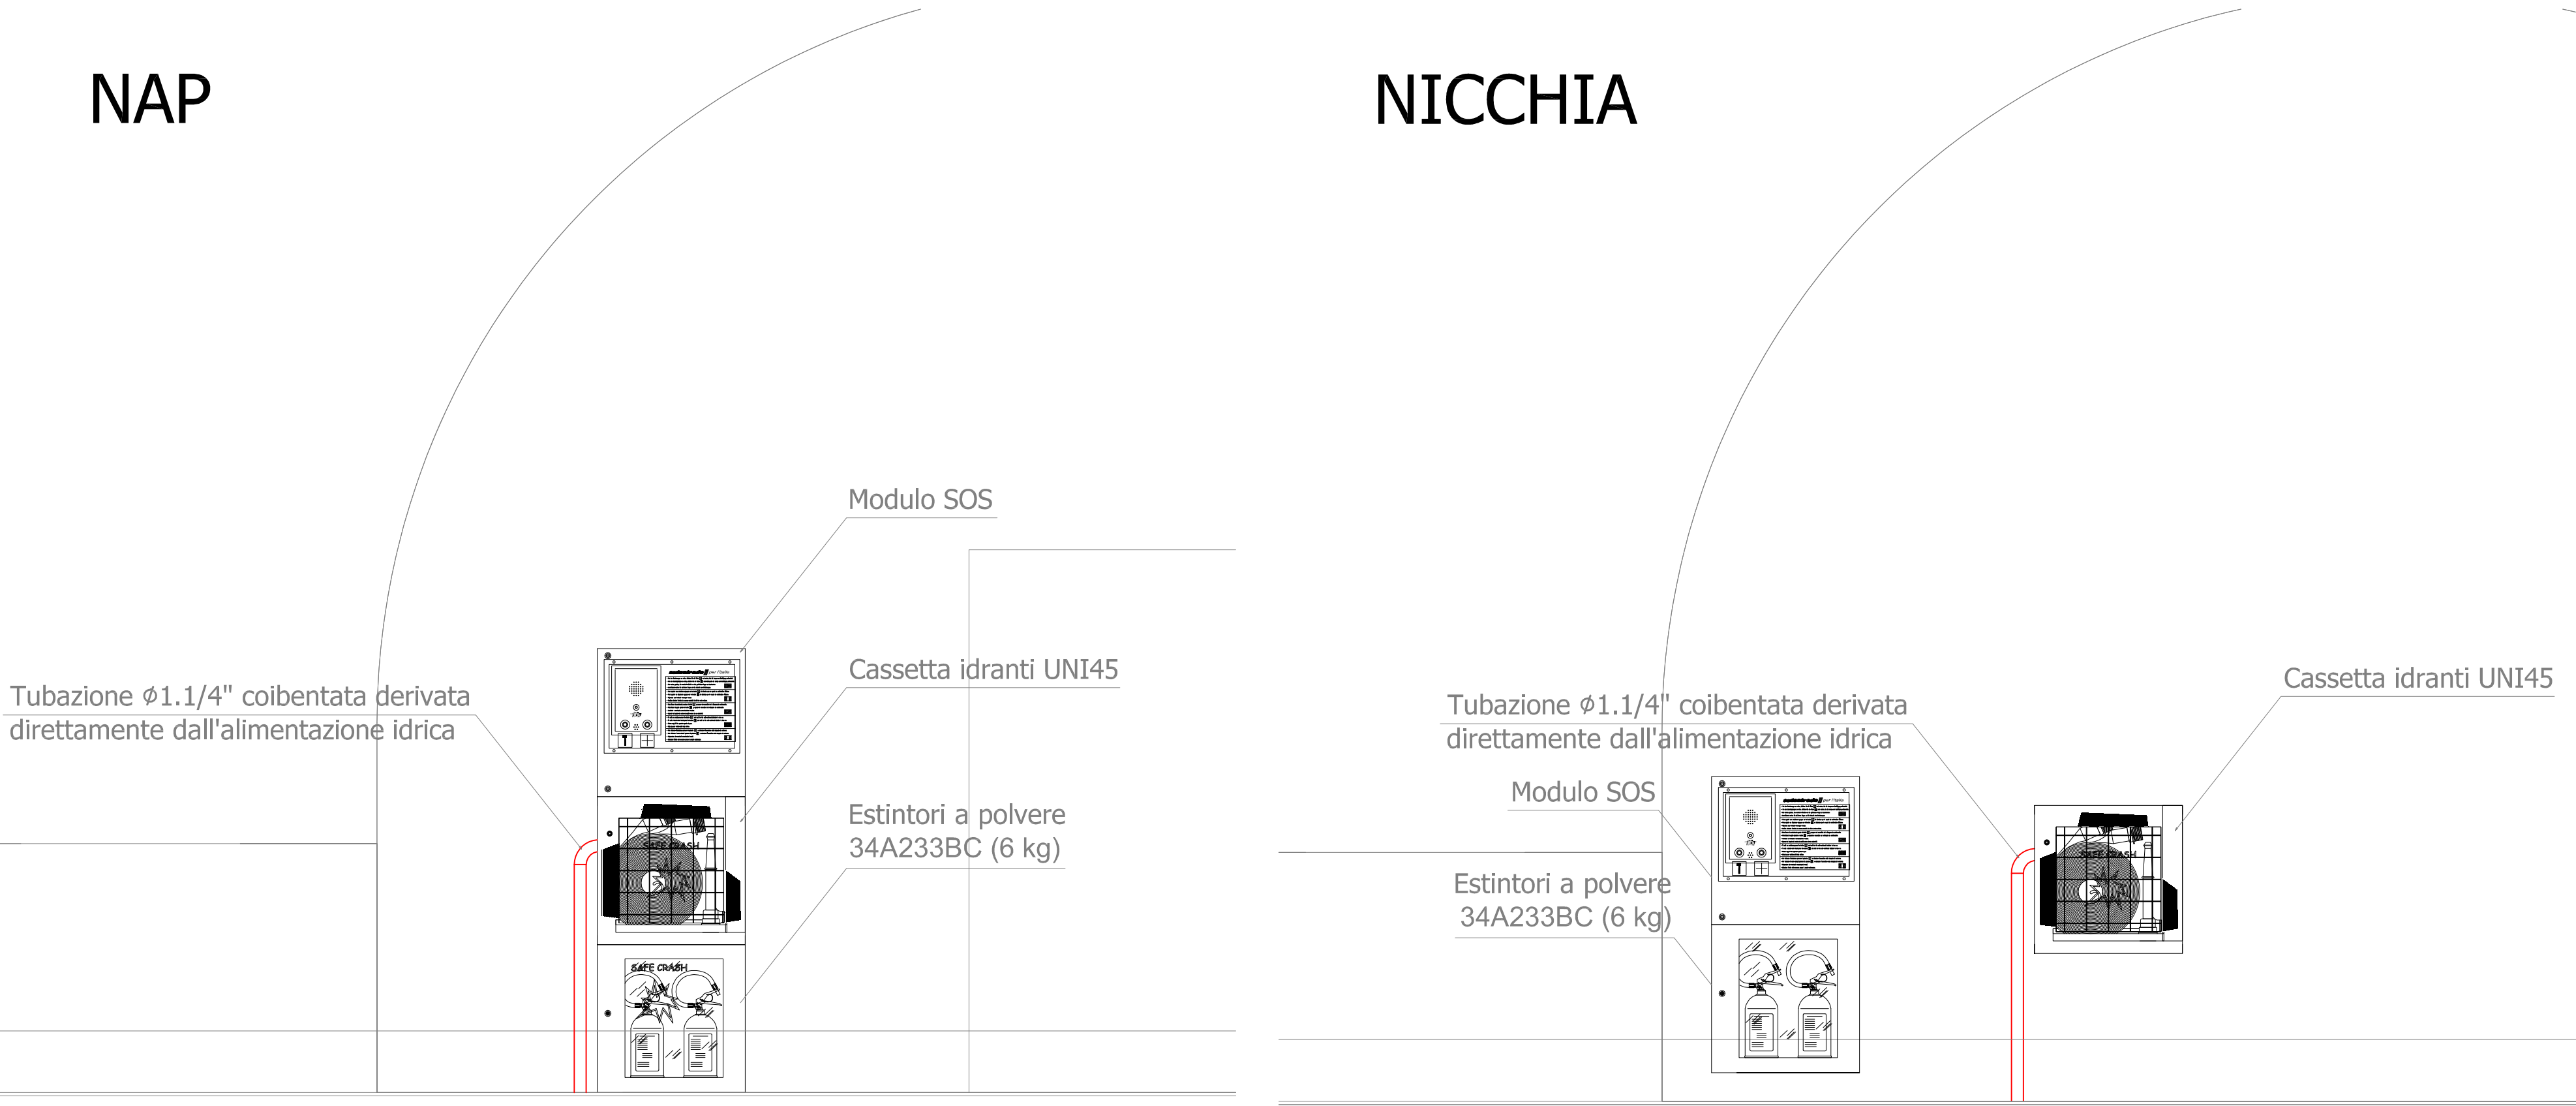 NAP
Modulo SOS
Cassetta idranti UNI45
Tubazione ⌀1.1/4" coibentata derivata
direttamente dall'alimentazione idrica
Estintori a polvere
34A233BC (6 kg)
SAFE CRASH
SAFE CRASH
NICCHIA
Cassetta idranti UNI45
Tubazione ⌀1.1/4" coibentata derivata
direttamente dall'alimentazione idrica
Modulo SOS
Estintori a polvere
34A233BC (6 kg)
SAFE CRASH